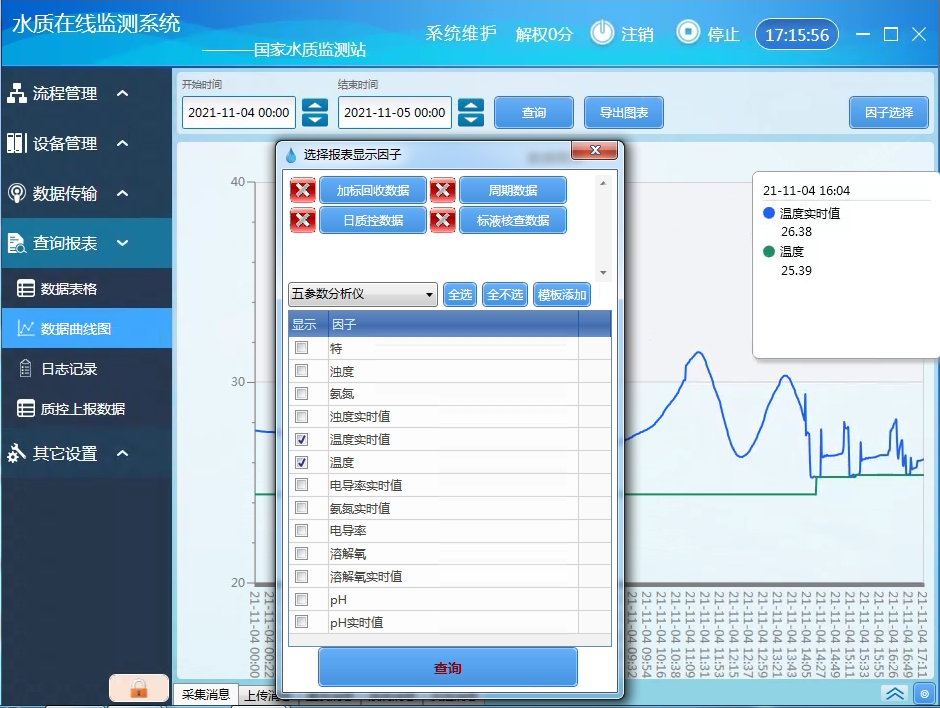 水质在线监测系统
———国家水质监测站
系统维护 解权0分 注销 停止 17:15:56
流程管理
设备管理
数据传输
查询报表
数据表格
数据曲线图
日志记录
质控上报数据
其它设置
开始时间 结束时间
2021-11-04 00:00 2021-11-05 00:00 查询 导出图表 因子选择
40
30
20
21-11-04 16:04
温度实时值
26.38
温度
25.39
选择报表显示因子
加标回收数据 周期数据
日质控数据 标液核查数据
五参数分析仪 全选 全不选 模板添加
显示 因子
特
浊度
氨氮
浊度实时值
温度实时值
温度
电导率实时值
氨氮实时值
电导率
溶解氧
溶解氧实时值
pH
pH实时值
查询
21-11-04 00:00
21-11-04 00:22
21-11-04 09:32
21-11-04 09:54
21-11-04 10:16
21-11-04 11:09
21-11-04 11:31
21-11-04 11:53
21-11-04 12:15
21-11-04 12:37
21-11-04 12:59
21-11-04 13:21
21-11-04 13:43
21-11-04 14:05
21-11-04 14:27
21-11-04 14:49
21-11-04 15:11
21-11-04 15:33
21-11-04 15:55
21-11-04 16:26
21-11-04 16:49
21-11-04 17:11
采集消息 上传消